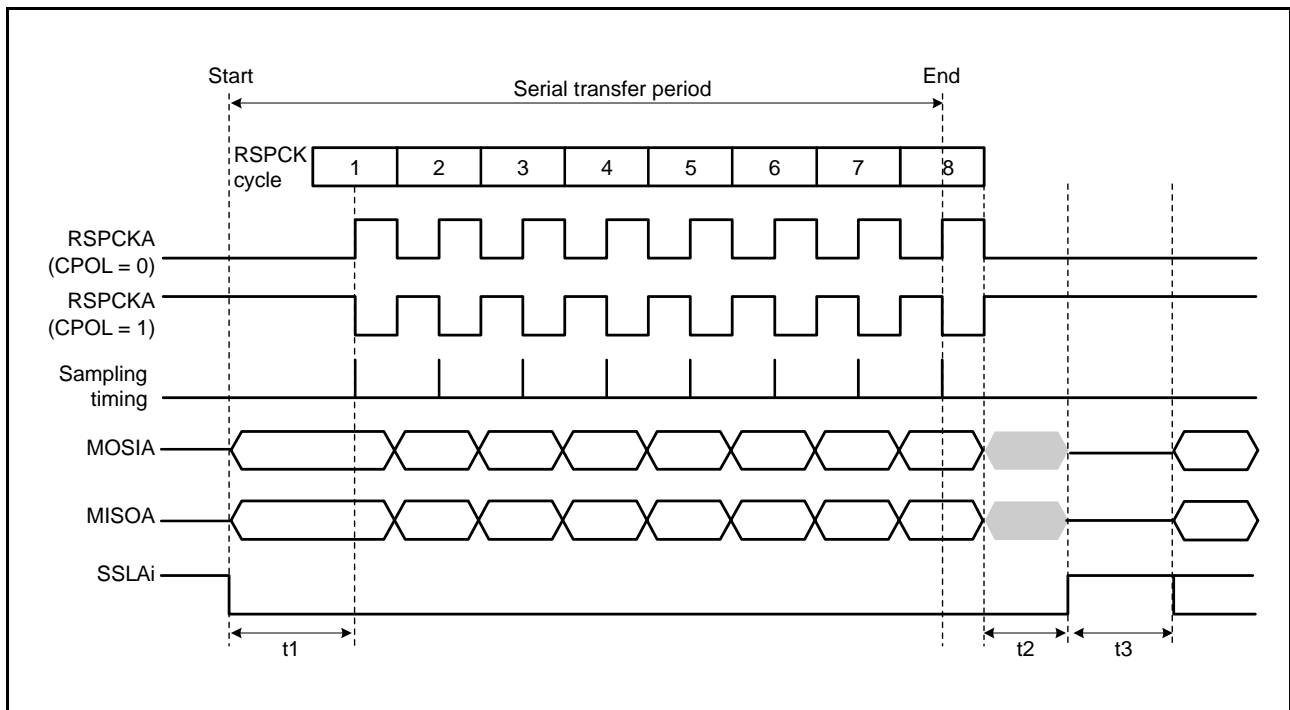 Start
End
Serial transfer period
RSPCK
cycle
1 2 3 4 5 6 7 8
RSPCKA
(CPOL = 0)
RSPCKA
(CPOL = 1)
Sampling
timing
MOSIA
MISOA
SSLAi
t1
t2
t3